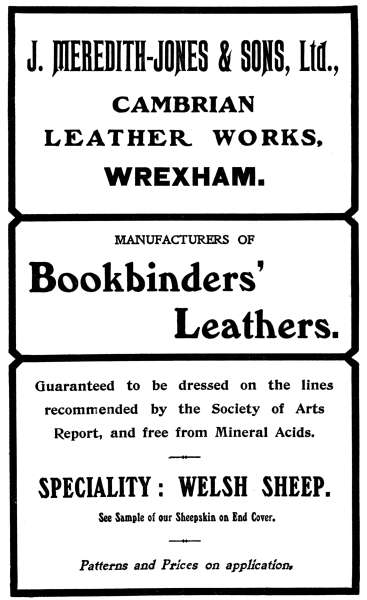 J. MEREDITH-JONES & SONS, Ltd.,
CAMBRIAN
LEATHER WORKS,
WREXHAM.
MANUFACTURERS OF
Bookbinders'
Leathers.
Guaranteed to be dressed on the lines
recommended by the Society of Arts
Report, and free from Mineral Acids.
SPECIALITY: WELSH SHEEP.
See Sample of our Sheepskin on End Cover.
Patterns and Prices on application.